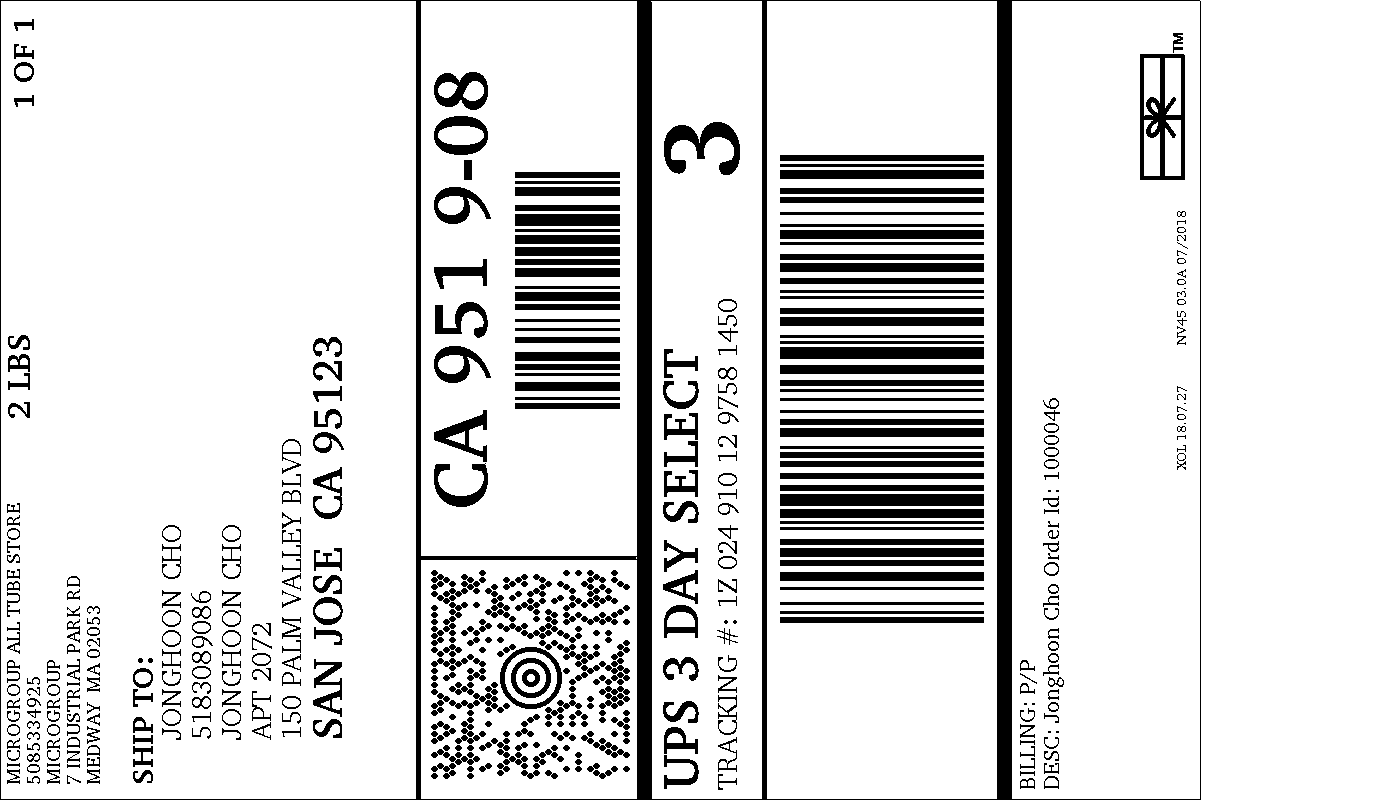 MICROGROUP ALL TUBE STORE
5085334925
MICROGROUP
7 INDUSTRIAL PARK RD
MEDWAY MA 02053
2 LBS
1 OF 1
SHIP TO:
JONGHOON CHO
5183089086
JONGHOON CHO
APT 2072
150 PALM VALLEY BLVD
SAN JOSE CA 95123
CA 951 9-08
UPS 3 DAY SELECT
TRACKING #: 1Z 024 910 12 9758 1450
3
BILLING: P/P
DESC: Jonghoon Cho Order Id: 1000046
XOL 18.07.27
NV45 03.0A 07/2018
TM